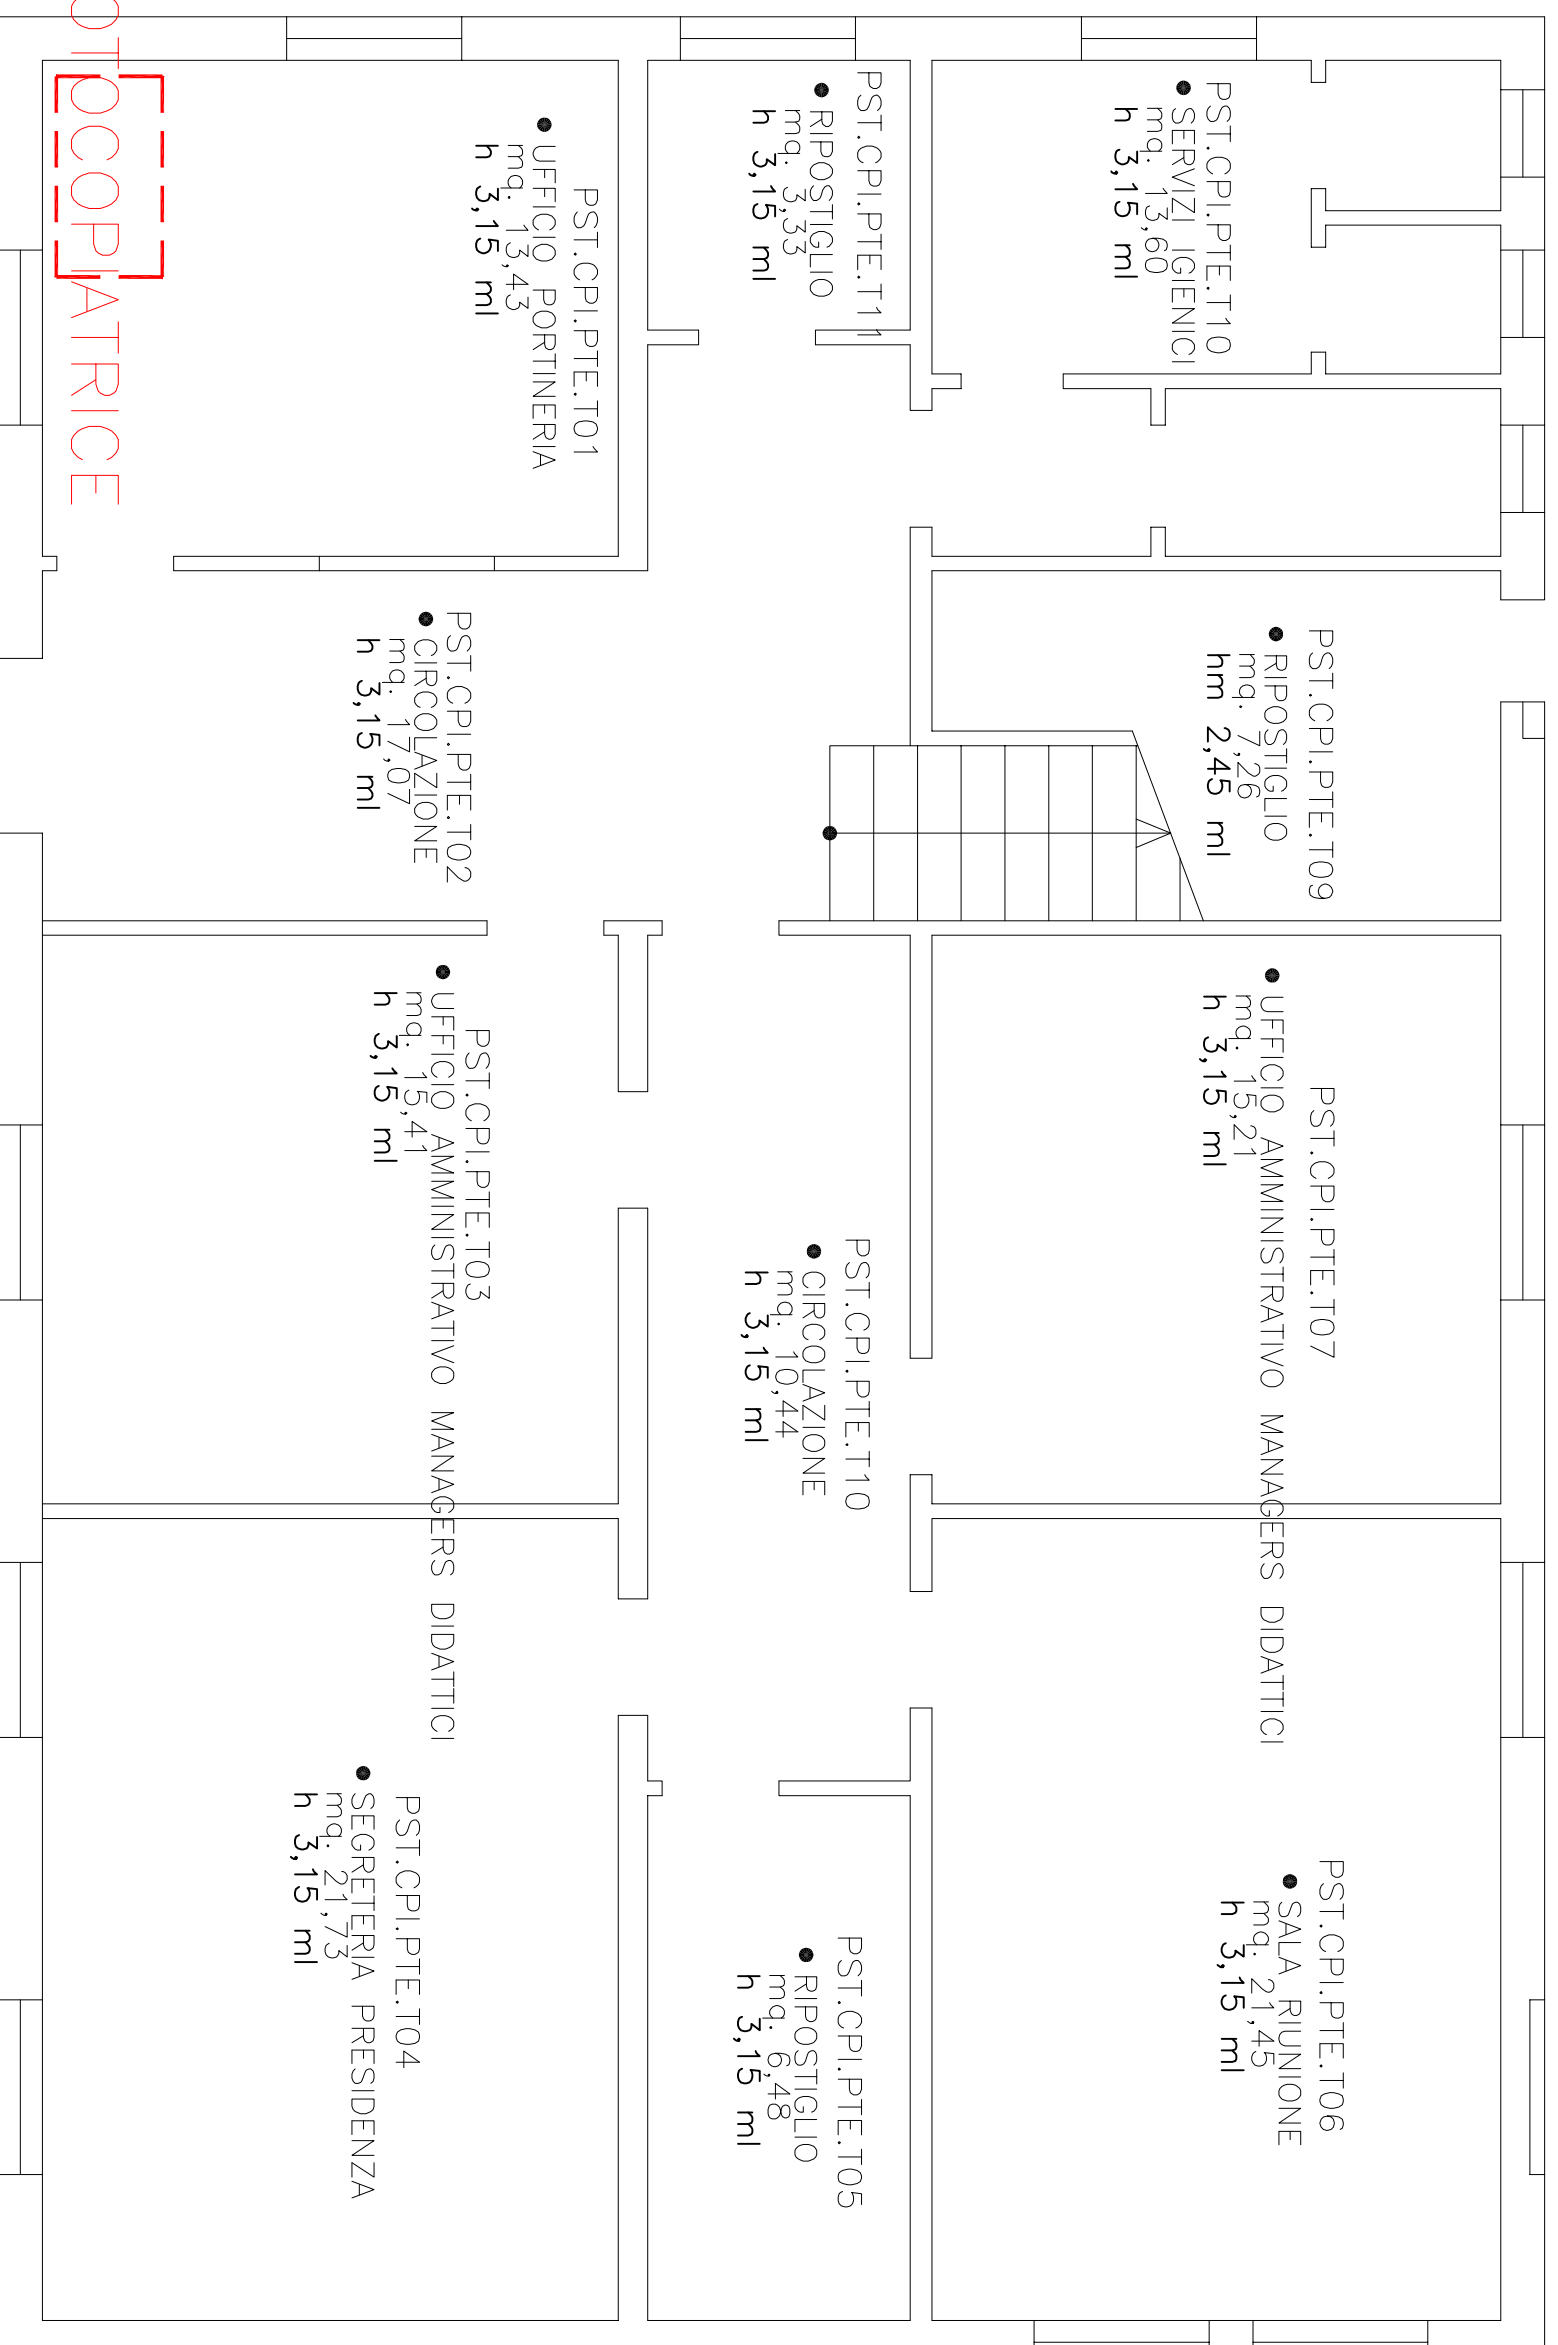 OTOCOPIATRICE
PST.CPI.PTE.T01
UFFICIO PORTINERIA
mq. 13,43
h 3,15 ml
PST.CPI.PTE.T11
RIPOSTIGLIO
mq. 3,33
h 3,15 ml
PST.CPI.PTE.T10
SERVIZI IGIENICI
mq. 13,60
h 3,15 ml
PST.CPI.PTE.T02
CIRCOLAZIONE
mq. 17,07
h 3,15 ml
PST.CPI.PTE.T09
RIPOSTIGLIO
mq. 7,26
hm 2,45 ml
PST.CPI.PTE.T03
UFFICIO AMMINISTRATIVO MANAGERS DIDATTICI
mq. 15,41
h 3,15 ml
PST.CPI.PTE.T10
CIRCOLAZIONE
mq. 10,44
h 3,15 ml
PST.CPI.PTE.T07
UFFICIO AMMINISTRATIVO MANAGERS DIDATTICI
mq. 15,21
h 3,15 ml
PST.CPI.PTE.T04
SEGRETERIA PRESIDENZA
mq. 21,73
h 3,15 ml
PST.CPI.PTE.T05
RIPOSTIGLIO
mq. 6,48
h 3,15 ml
PST.CPI.PTE.T06
SALA RIUNIONE
mq. 21,45
h 3,15 ml